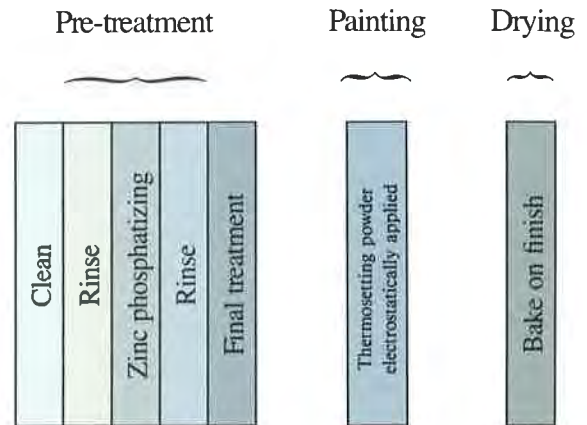 Pre-treatment
Painting
Drying
Clean
Rinse
Zinc phosphatizing
Rinse
Final treatment
Thermosetting powder
electrostatically applied
Bake on finish